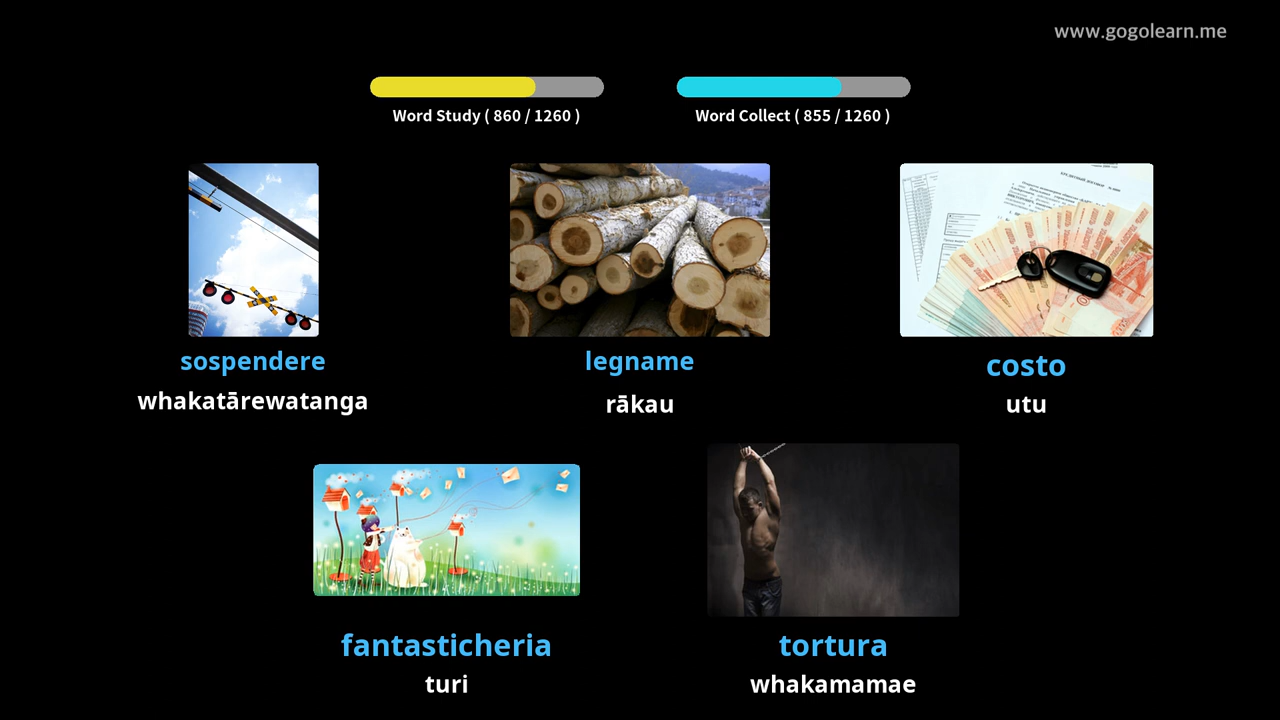 www.gogolearn.me
Word Study ( 860 / 1260 )
Word Collect ( 855 / 1260 )
sospendere
whakatārewatanga
legname
rākau
costo
utu
fantasticheria
turi
tortura
whakamamae